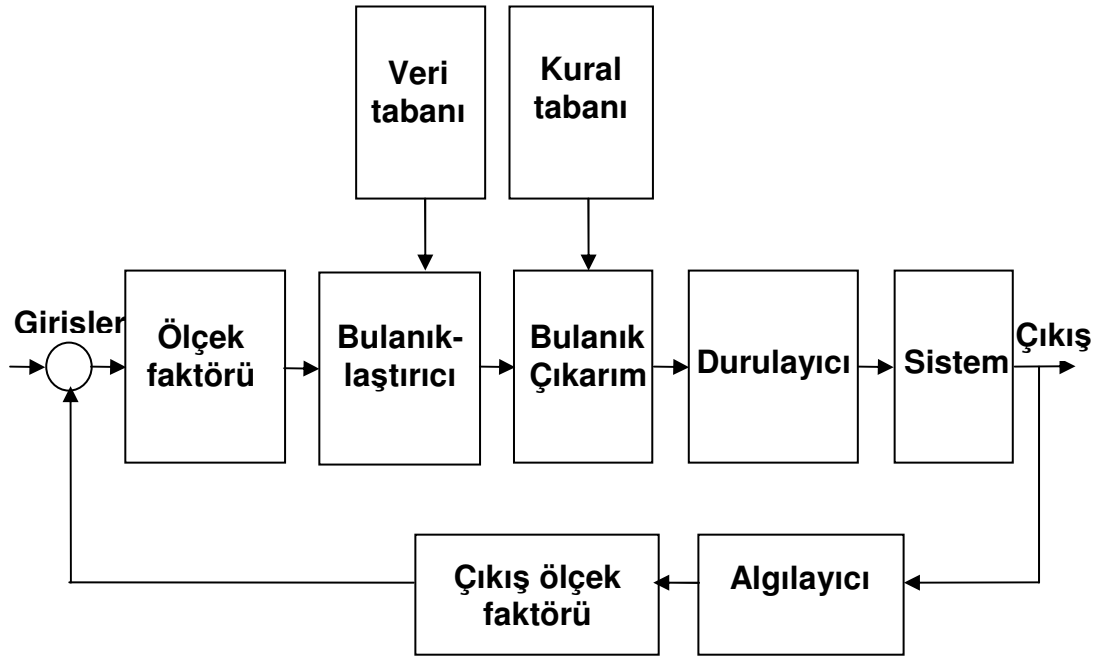 Veri
tabanı
Kural
tabanı
Girisler
Ölçek
faktörü
Bulanık-
laştırıcı
Bulanık
Çıkarım
Durulayıcı
Sistem
Çıkış
Çıkış ölçek
faktörü
Algılayıcı